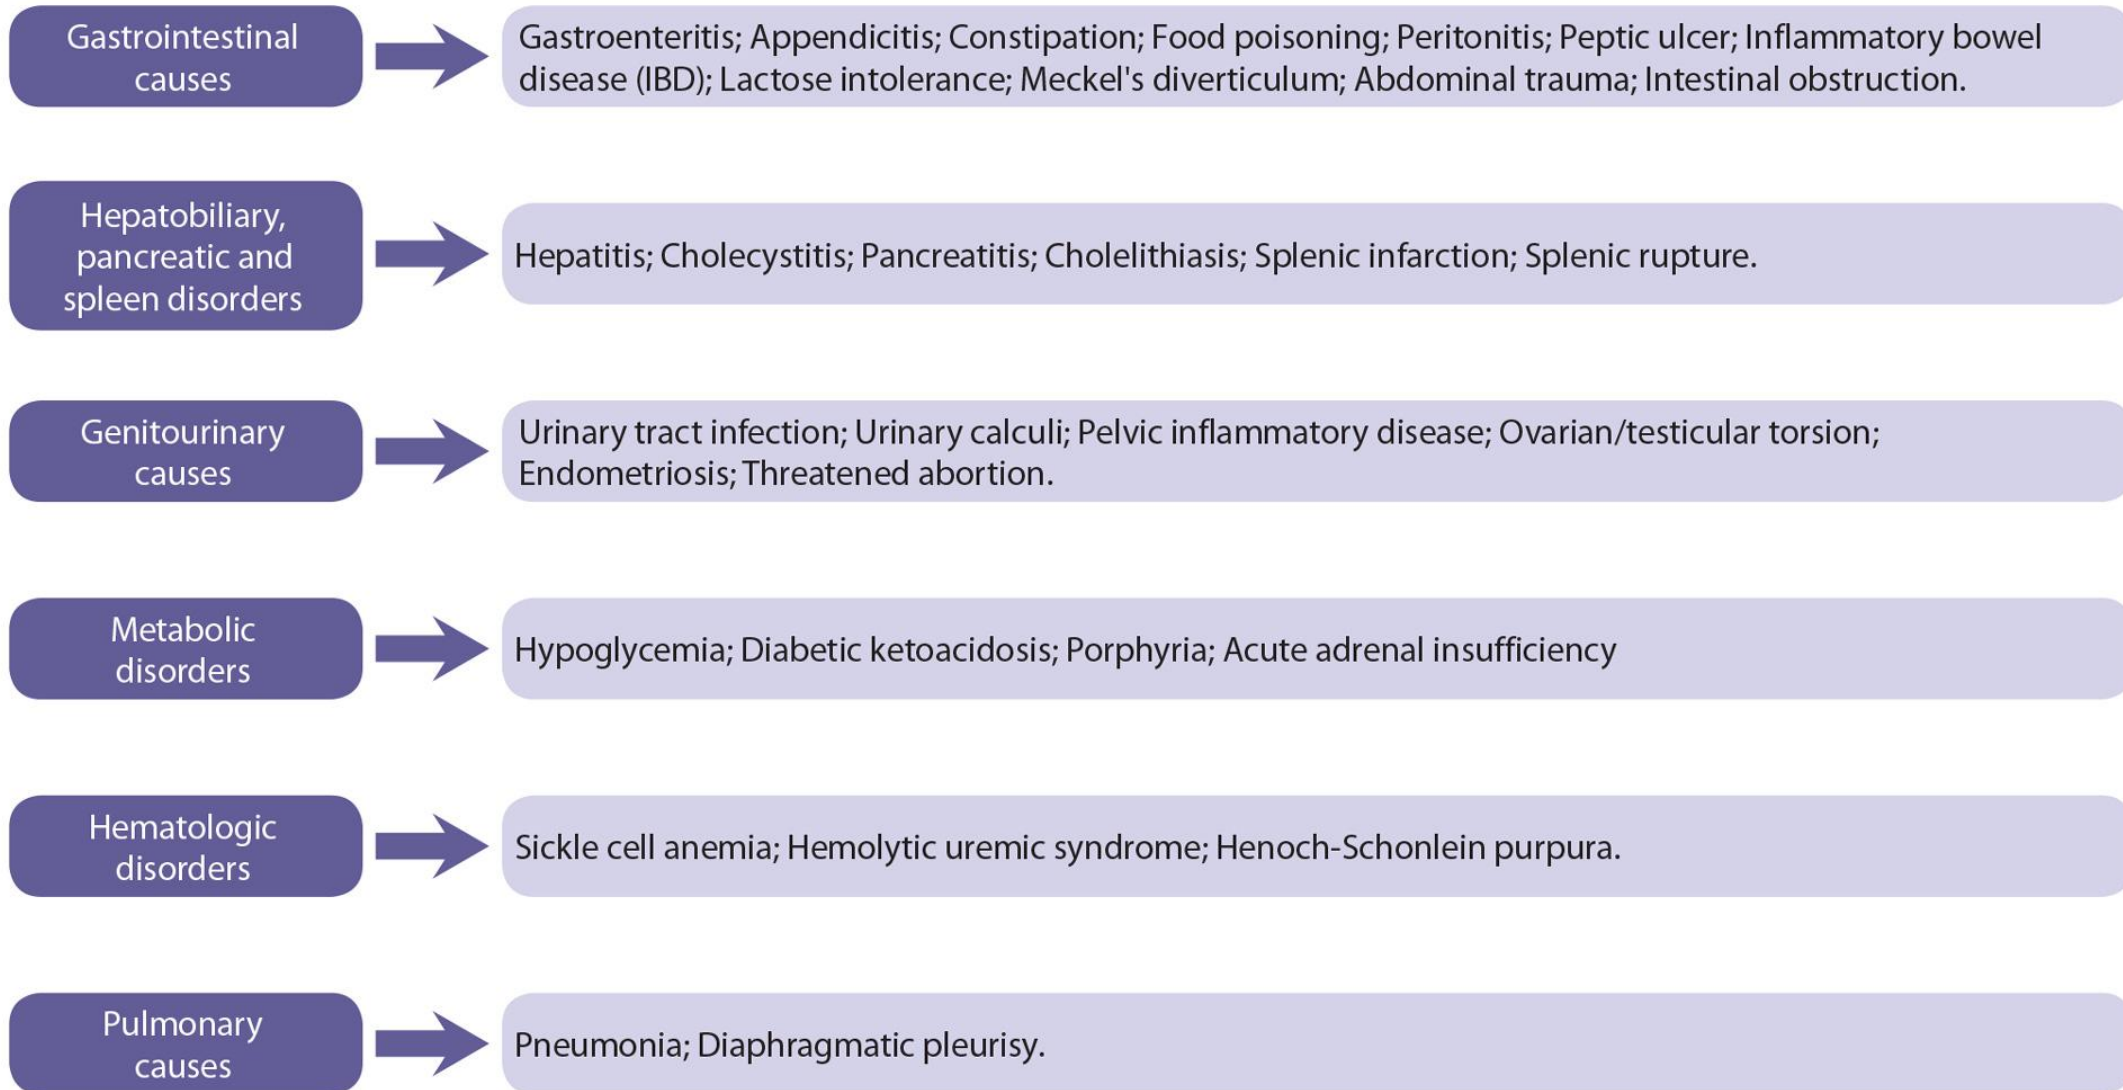 Gastrointestinal
causes
Gastroenteritis; Appendicitis; Constipation; Food poisoning; Peritonitis; Peptic ulcer; Inflammatory bowel
disease (IBD); Lactose intolerance; Meckel's diverticulum; Abdominal trauma; Intestinal obstruction.
Hepatobiliary,
pancreatic and
spleen disorders
Hepatitis; Cholecystitis; Pancreatitis; Cholelithiasis; Splenic infarction; Splenic rupture.
Genitourinary
causes
Urinary tract infection; Urinary calculi; Pelvic inflammatory disease; Ovarian/testicular torsion;
Endometriosis; Threatened abortion.
Metabolic
disorders
Hypoglycemia; Diabetic ketoacidosis; Porphyria; Acute adrenal insufficiency
Hematologic
disorders
Sickle cell anemia; Hemolytic uremic syndrome; Henoch-Schonlein purpura.
Pulmonary
causes
Pneumonia; Diaphragmatic pleurisy.